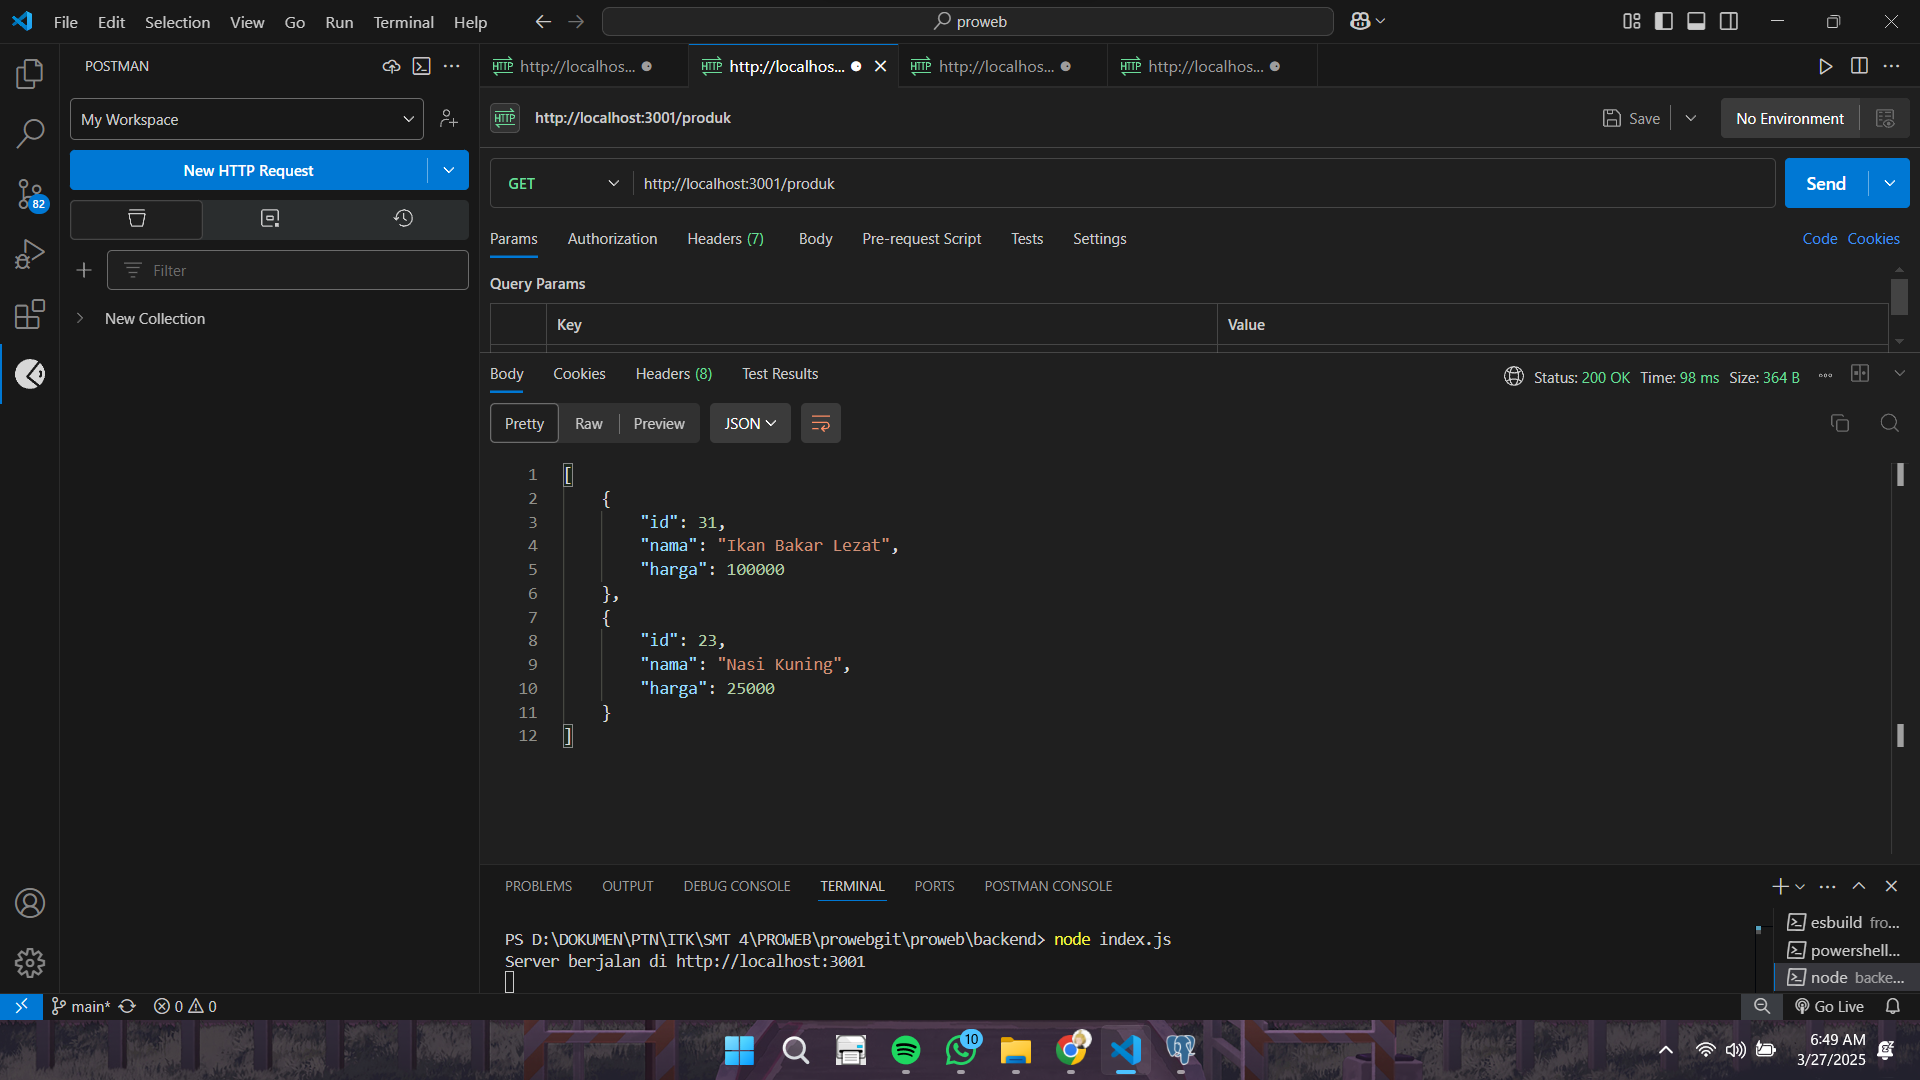 File Edit Selection View Go Run Terminal Help
proweb
POSTMAN
My Workspace
New HTTP Request
Filter
New Collection
82
http://localhos...
http://localhos...
http://localhos...
http://localhos...
HTTP http://localhost:3001/produk
Save
No Environment
GET http://localhost:3001/produk
Send
Params Authorization Headers (7) Body Pre-request Script Tests Settings
Code Cookies
Query Params
Key Value
Body Cookies Headers (8) Test Results
Status: 200 OK Time: 98 ms Size: 364 B
Pretty Raw Preview JSON
1 [
2 {
3 "id": 31,
4 "nama": "Ikan Bakar Lezat",
5 "harga": 100000
6 },
7 {
8 "id": 23,
9 "nama": "Nasi Kuning",
10 "harga": 25000
11 }
12 ]
PROBLEMS OUTPUT DEBUG CONSOLE TERMINAL PORTS POSTMAN CONSOLE
PS D:\DOKUMEN\PTN\ITK\SMT 4\PROWEB\prowebgit\proweb\backend> node index.js
Server berjalan di http://localhost:3001
esbuild fro...
powershell...
node backe...
main* 0 0
Go Live
10
6:49 AM
3/27/2025